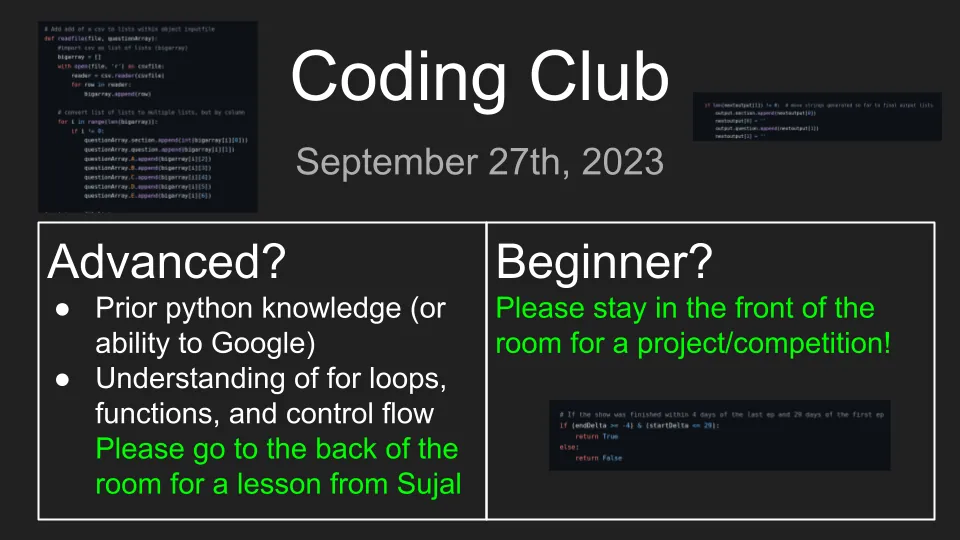 # Add add of a csv to lists within object inputfile
def readfile(file, questionArray):
#import csv as list of lists (bigarray)
bigarray = []
with open(file, 'r') as csvfile:
reader = csv.reader(csvfile)
for row in reader:
bigarray.append(row)
# convert list of lists to multiple lists, but by column
for i in range(len(bigarray)):
if i != 0:
questionArray.section.append(int(bigarray[i][0]))
questionArray.question.append(bigarray[i][1])
questionArray.A.append(bigarray[i][2])
questionArray.B.append(bigarray[i][3])
questionArray.C.append(bigarray[i][4])
questionArray.D.append(bigarray[i][5])
questionArray.E.append(bigarray[i][6])
Coding Club
September 27th, 2023
if len(nextoutput[1]) != 0: # move strings generated so far to final output lists
output.section.append(nextoutput[0])
nextoutput[0] = ''
output.question.append(nextoutput[1])
nextoutput[1] = ''
Advanced?
● Prior python knowledge (or
ability to Google)
● Understanding of for loops,
functions, and control flow
Please go to the back of the
room for a lesson from Sujal
Beginner?
Please stay in the front of the
room for a project/competition!
# If the show was finished within 4 days of the last ep and 29 days of the first ep
if (endDelta >= -4) & (startDelta <= 29):
return True
else:
return False